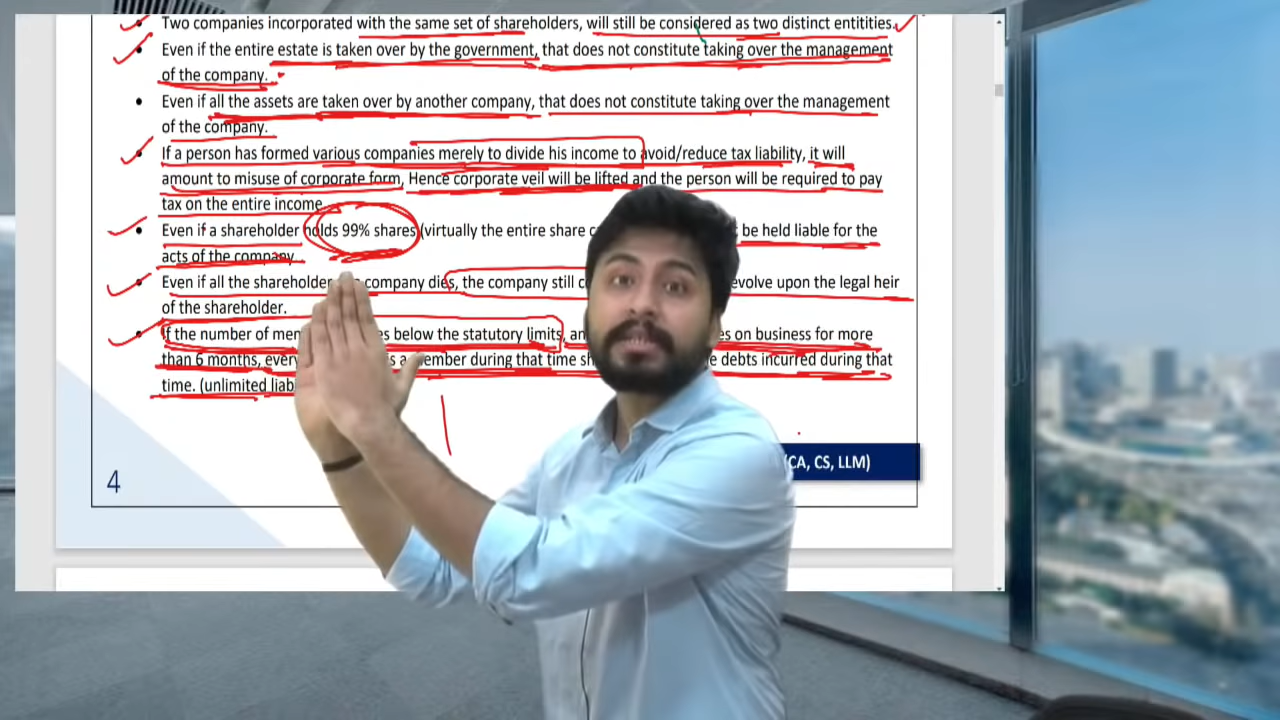 Two companies incorporated with the same set of shareholders, will still be considered as two distinct entitities.
Even if the entire estate is taken over by the government, that does not constitute taking over the management
of the company.
Even if all the assets are taken over by another company, that does not constitute taking over the management
of the company.
If a person has formed various companies merely to divide his income to avoid/reduce tax liability, it will
amount to misuse of corporate form, Hence corporate veil will be lifted and the person will be required to pay
tax on the entire income.
Even if a shareholder holds 99% shares (virtually the entire share be held liable for the
acts of the company
Even if all the shareholder company dies, the company still evolve upon the legal heir
of the shareholder.
If the number of below the statutory limits, on business for more
than 6 months, a member during that time debts incurred during that
time. (unlimited
(CA, CS, LLM)
4